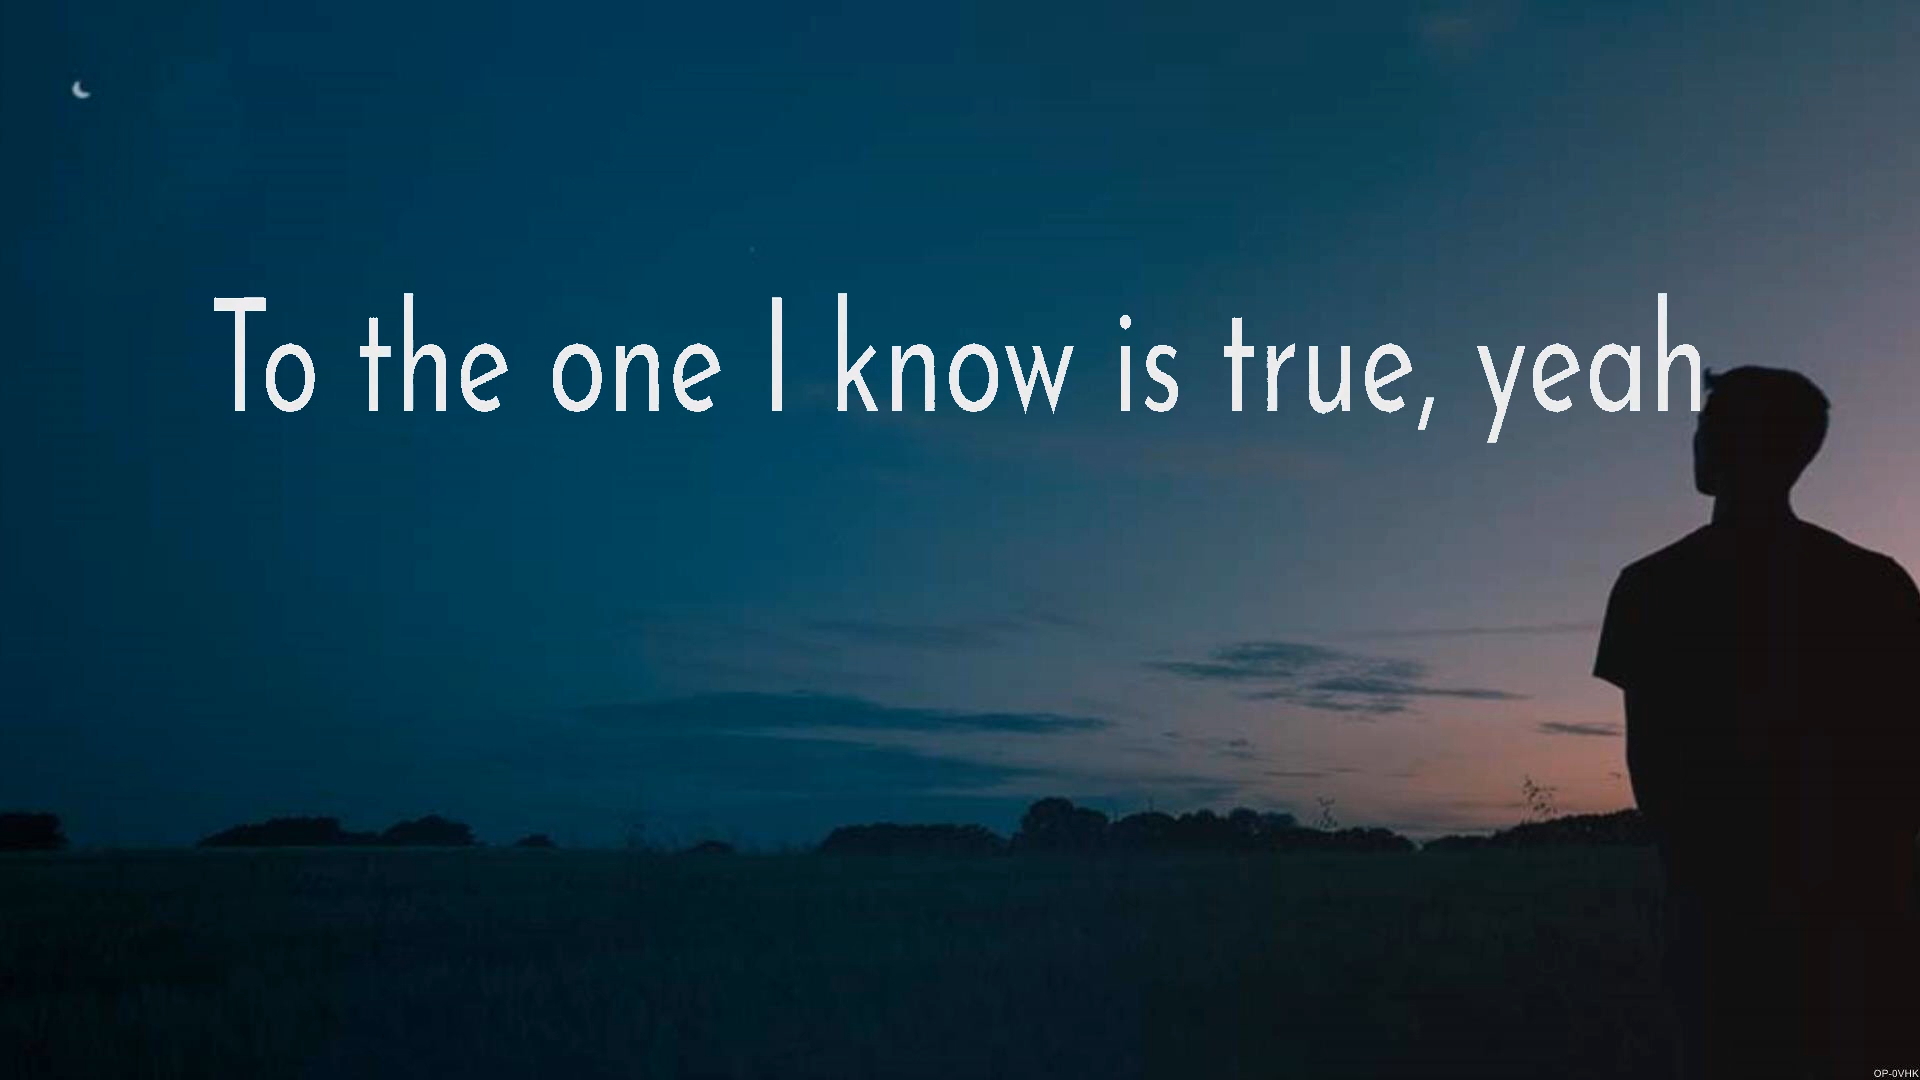 To the one I know is true, yeah
OP-0VHK